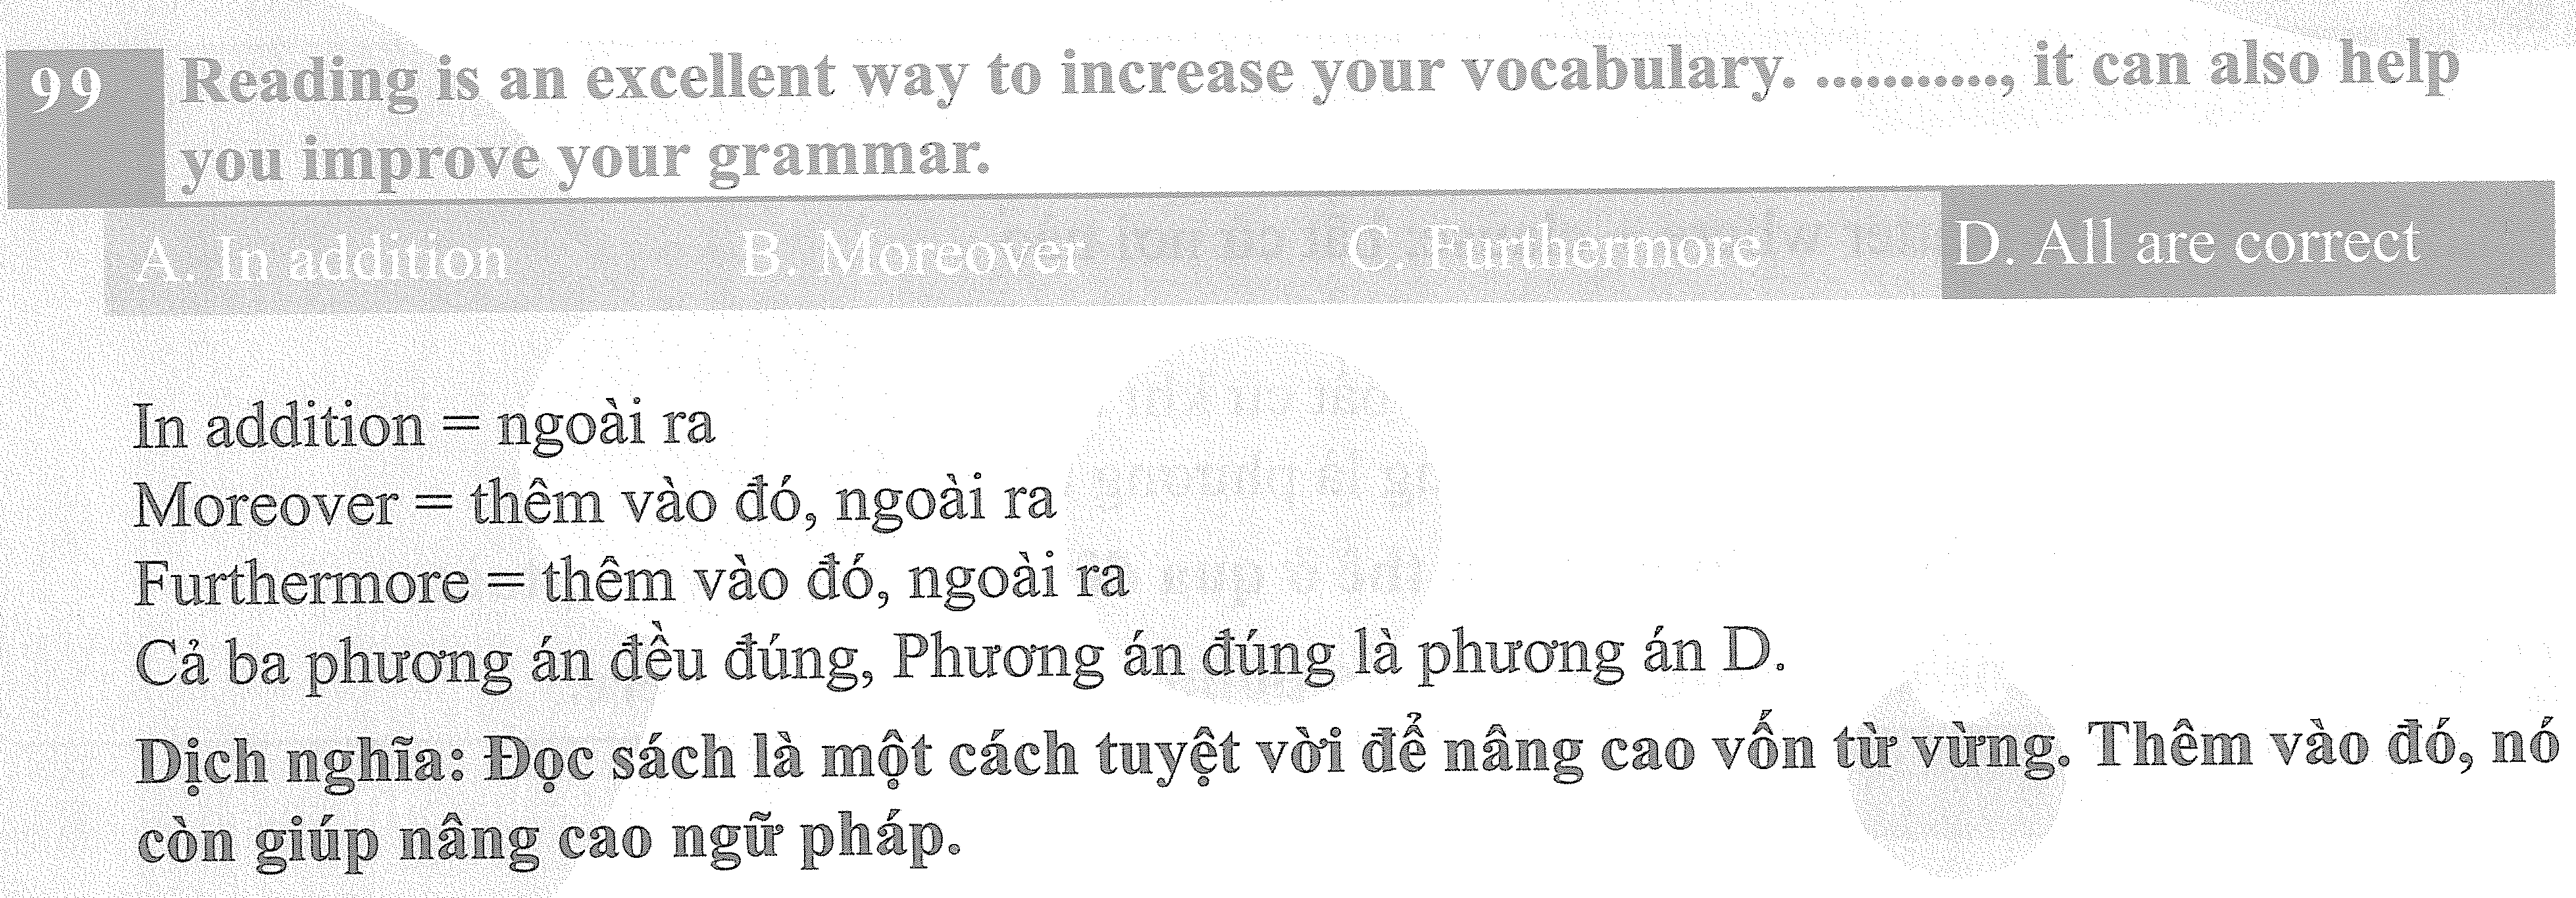 99 Reading is an excellent way to increase your vocabulary. ............, it can also help
you improve your grammar.
A. In addition B. Moreover C. Furthermore D. All are correct
In addition = ngoài ra
Moreover = thêm vào đó, ngoài ra
Furthermore = thêm vào đó, ngoài ra
Cả ba phương án đều đúng, Phương án đúng là phương án D.
Dịch nghĩa: Đọc sách là một cách tuyệt vời để nâng cao vốn từ vừng. Thêm vào đó, nó
còn giúp nâng cao ngữ pháp.